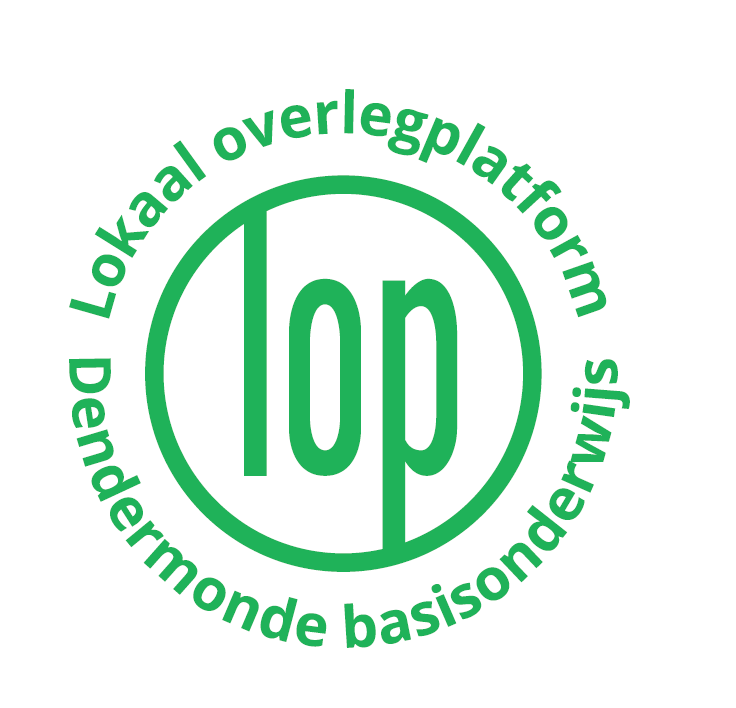 Lokaal overlegplatform
lop
Dendermonde basisonderwijs